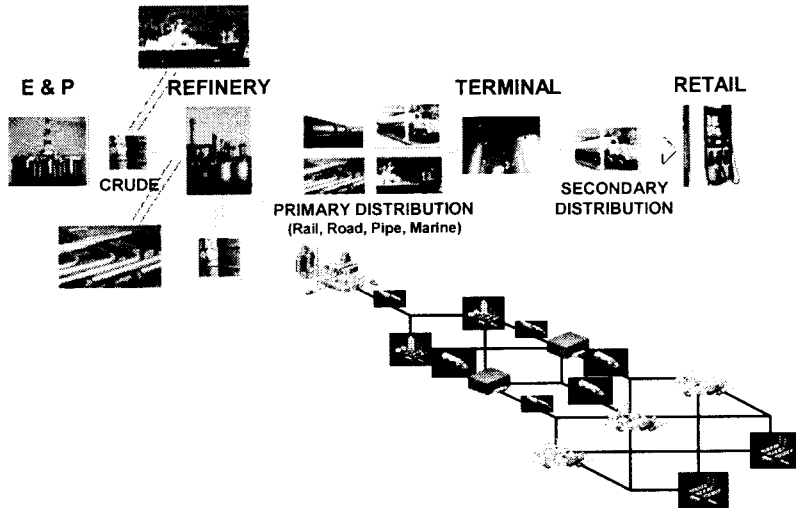 E & P
REFINERY
TERMINAL
RETAIL
CRUDE
PRIMARY DISTRIBUTION
(Rail, Road, Pipe, Marine)
SECONDARY
DISTRIBUTION